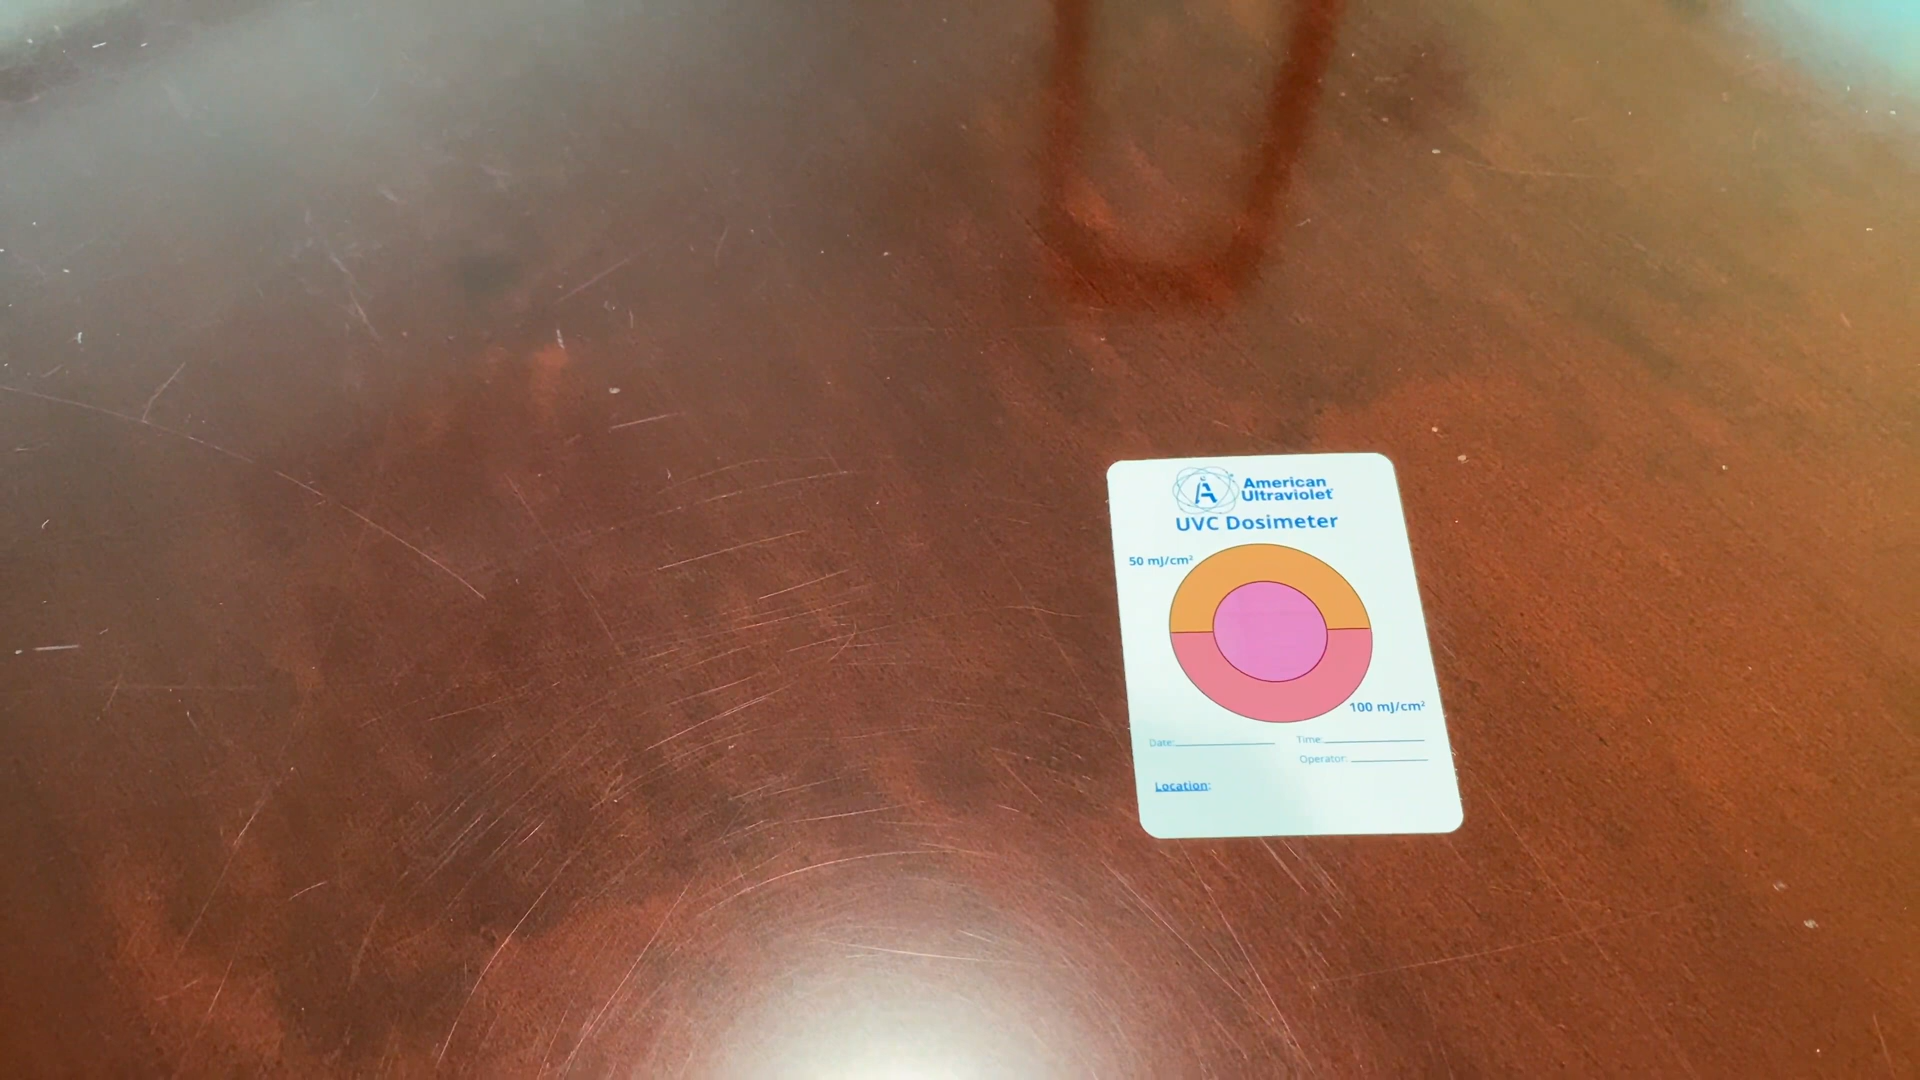 American
Ultraviolet
UVC Dosimeter
50 mJ/cm²
100 mJ/cm²
Date:
Time:
Operator:
Location: